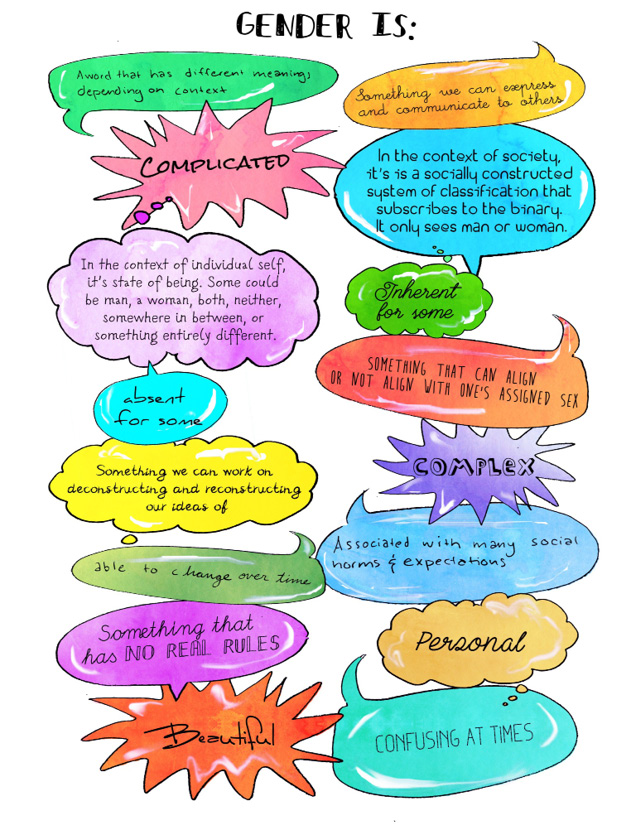 GENDER IS:
A word that has different meanings
depending on context
Something we can express
and communicate to others
COMPLICATED
In the context of society,
it's is a socially constructed
system of classification that
subscribes to the binary.
It only sees man or woman.
In the context of individual self,
it's state of being. Some could
be man, a woman, both, neither,
somewhere in between, or
something entirely different.
Inherent
for some
SOMETHING THAT CAN ALIGN
OR NOT ALIGN WITH ONE'S ASSIGNED SEX
absent
for some
COMPLEX
Something we can work on
deconstructing and reconstructing
our ideas of
Associated with many social
norms & expectations
able to change over time
Something that
has NO REAL RULES
Personal
Beautiful
CONFUSING AT TIMES